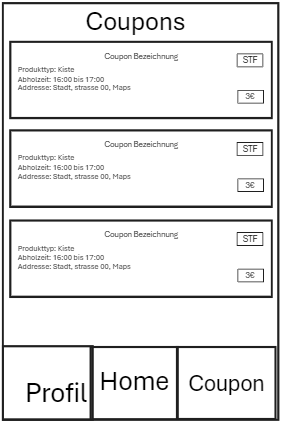 Coupons
Coupon Bezeichnung
STF
Produkttyp: Kiste
Abholzeit: 16:00 bis 17:00
Addresse: Stadt, strasse 00, Maps
3€
Coupon Bezeichnung
STF
Produkttyp: Kiste
Abholzeit: 16:00 bis 17:00
Addresse: Stadt, strasse 00, Maps
3€
Coupon Bezeichnung
STF
Produkttyp: Kiste
Abholzeit: 16:00 bis 17:00
Addresse: Stadt, strasse 00, Maps
3€
Profil Home Coupon